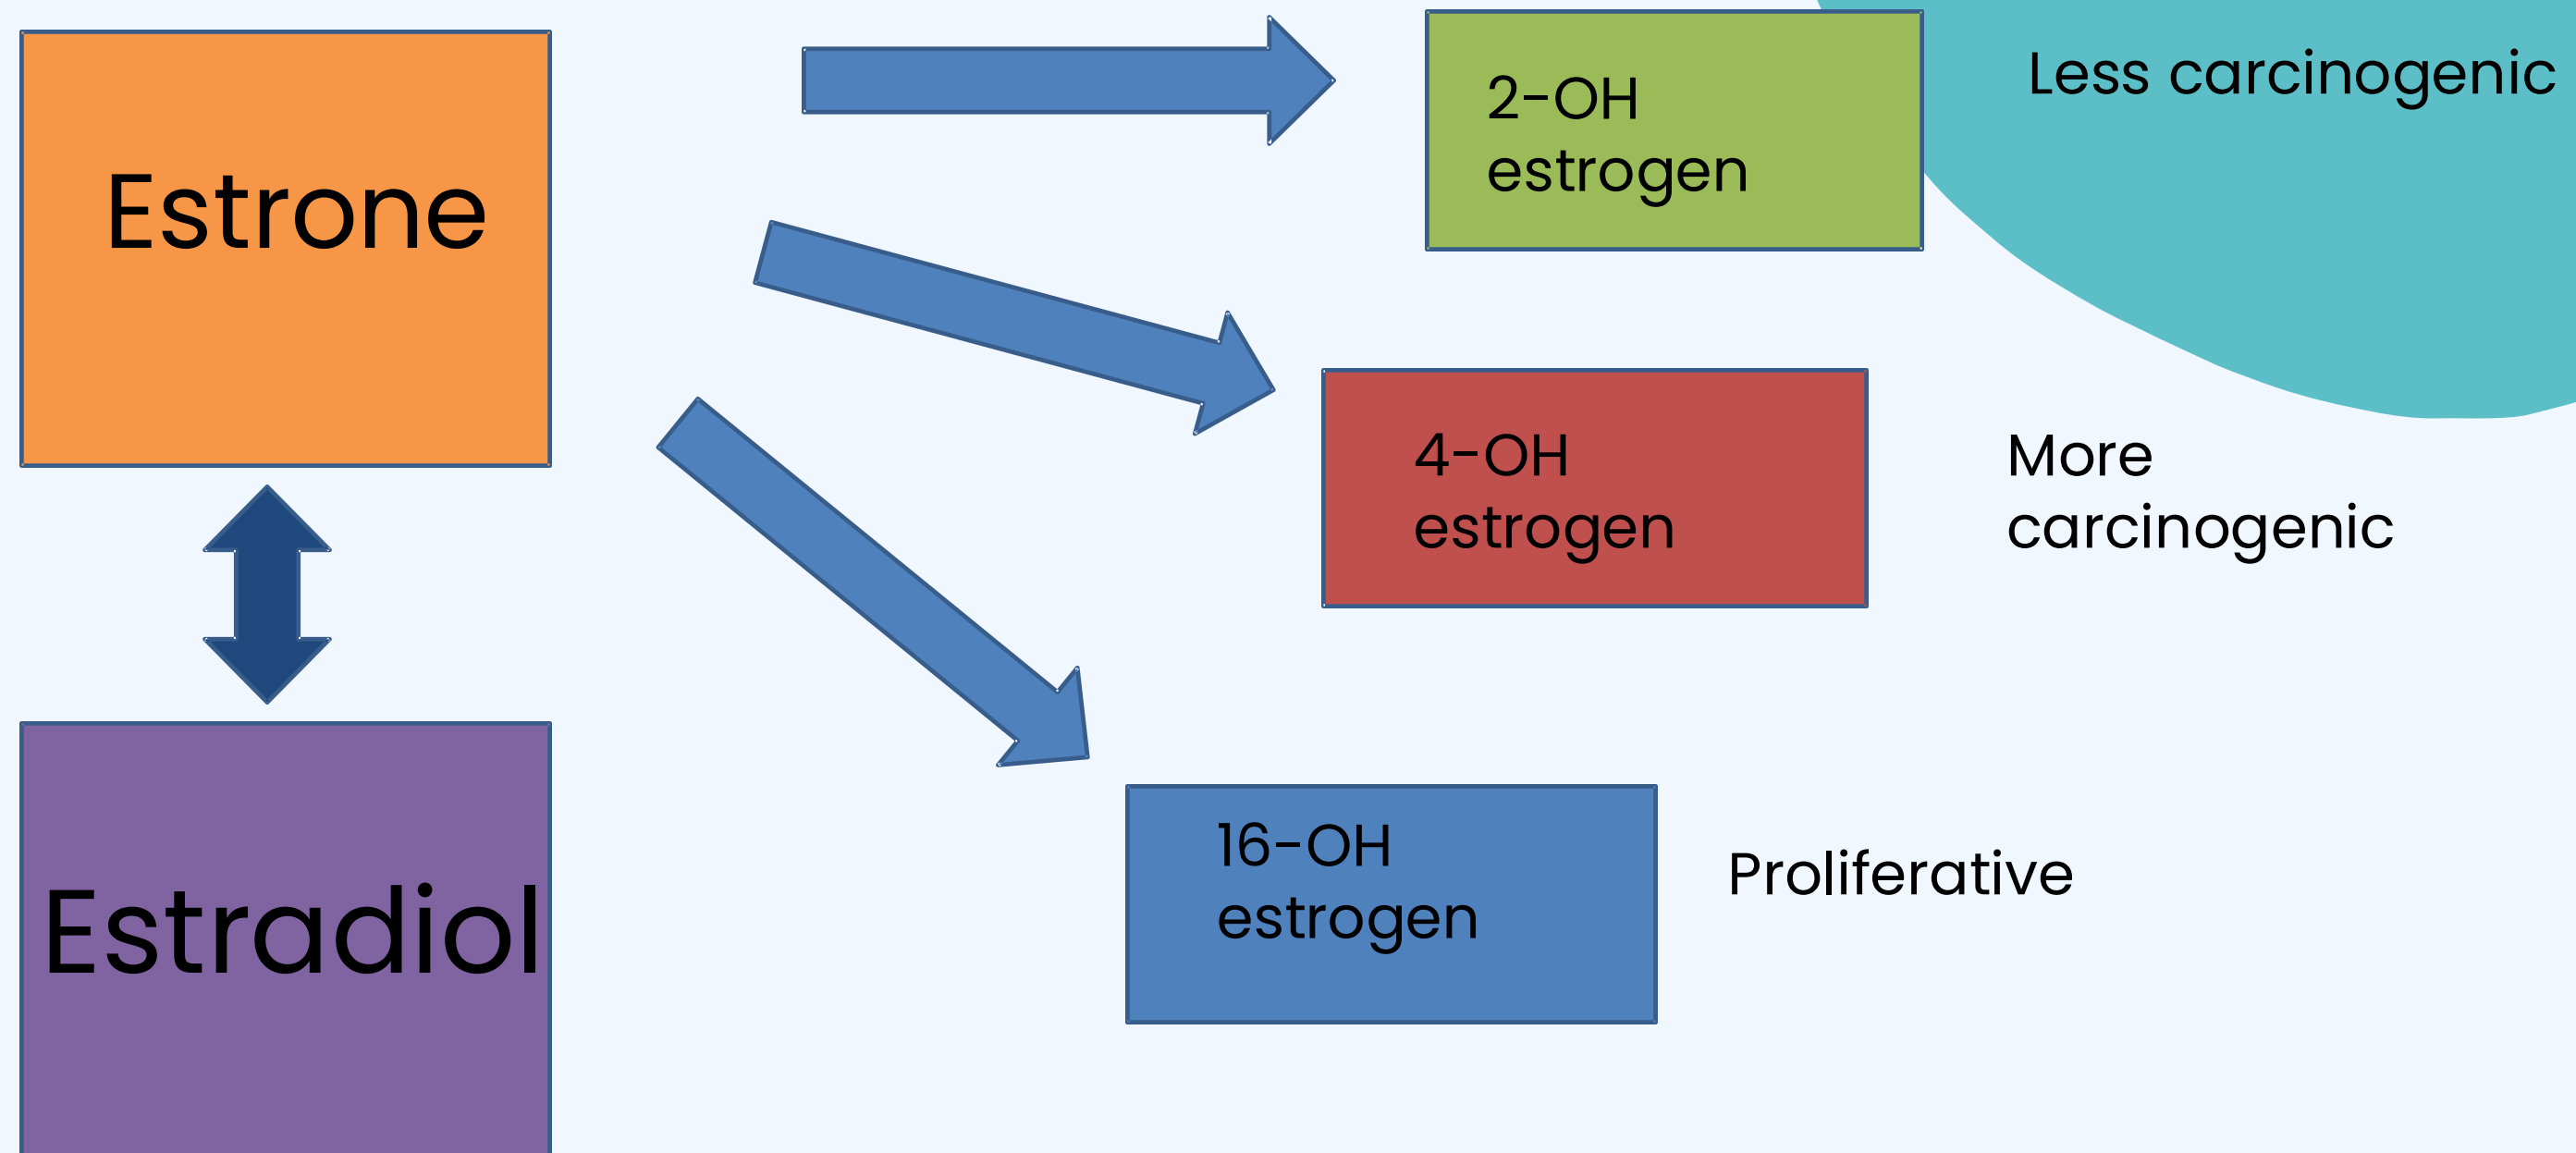 Estrone
2-OH
estrogen
Less carcinogenic
4-OH
estrogen
More
carcinogenic
Estradiol
16-OH
estrogen
Proliferative